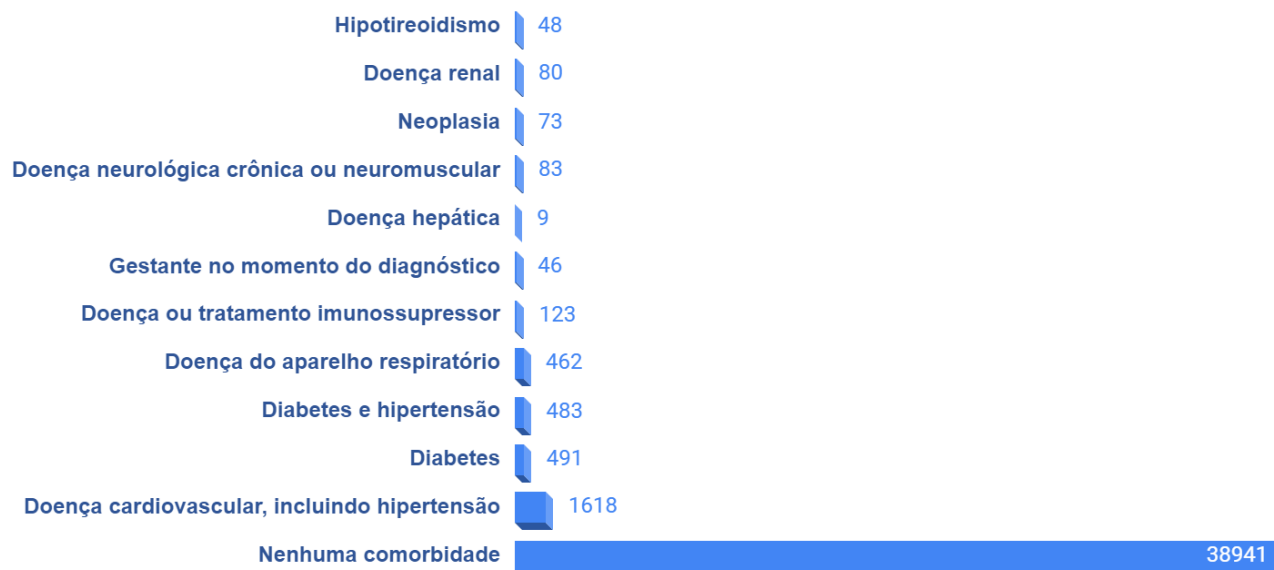 Hipotireoidismo 48
Doença renal 80
Neoplasia 73
Doença neurológica crônica ou neuromuscular 83
Doença hepática 9
Gestante no momento do diagnóstico 46
Doença ou tratamento imunossupressor 123
Doença do aparelho respiratório 462
Diabetes e hipertensão 483
Diabetes 491
Doença cardiovascular, incluindo hipertensão 1618
Nenhuma comorbidade 38941